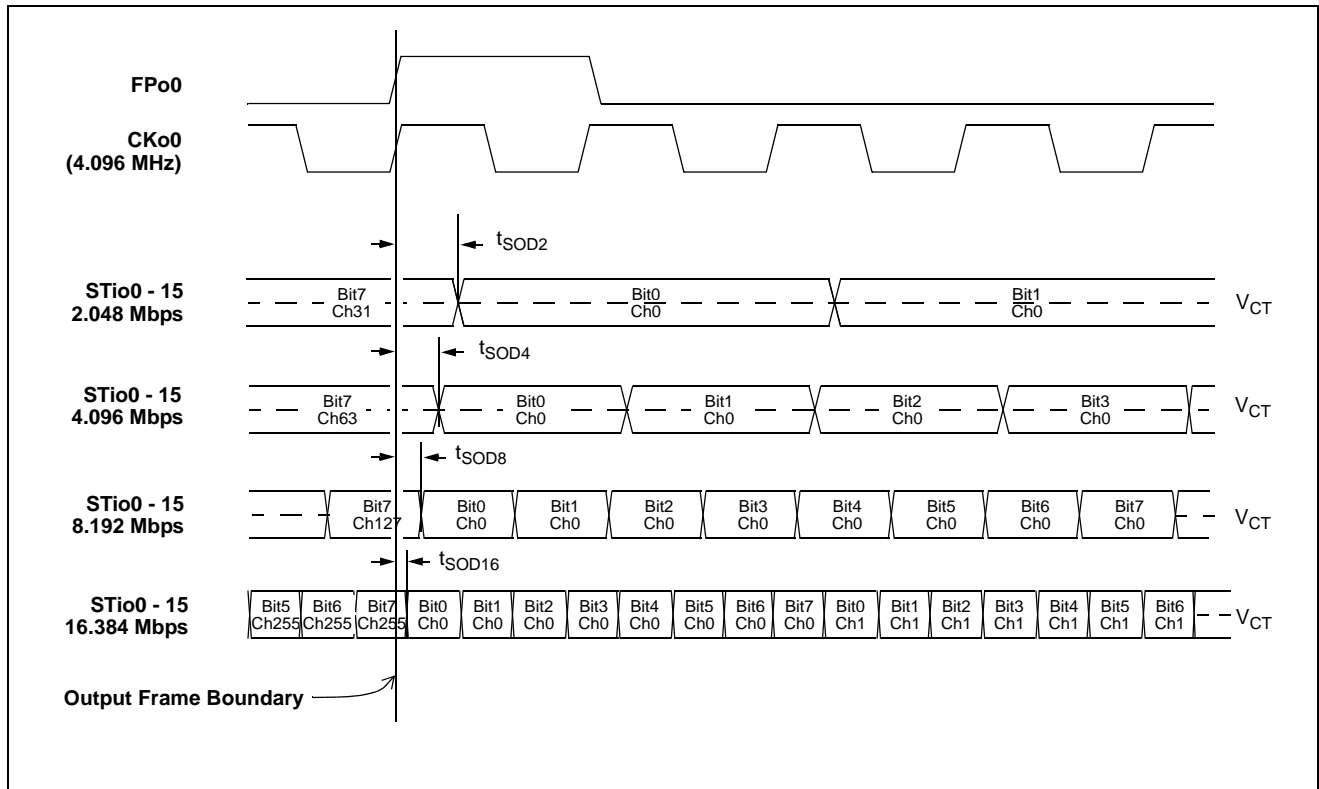 FPo0
CKo0
(4.096 MHz)
tSOD2
STio0 - 15
2.048 Mbps
Bit7
Ch31
Bit0
Ch0
Bit1
Ch0
VCT
tSOD4
STio0 - 15
4.096 Mbps
Bit7
Ch63
Bit0
Ch0
Bit1
Ch0
Bit2
Ch0
Bit3
Ch0
VCT
tSOD8
STio0 - 15
8.192 Mbps
Bit7
Ch127
Bit0
Ch0
Bit1
Ch0
Bit2
Ch0
Bit3
Ch0
Bit4
Ch0
Bit5
Ch0
Bit6
Ch0
Bit7
Ch0
VCT
tSOD16
STio0 - 15
16.384 Mbps
Bit5
Ch255
Bit6
Ch255
Bit7
Ch255
Bit0
Ch0
Bit1
Ch0
Bit2
Ch0
Bit3
Ch0
Bit4
Ch0
Bit5
Ch0
Bit6
Ch0
Bit7
Ch0
Bit0
Ch1
Bit1
Ch1
Bit2
Ch1
Bit3
Ch1
Bit4
Ch1
Bit5
Ch1
Bit6
Ch1
VCT
Output Frame Boundary